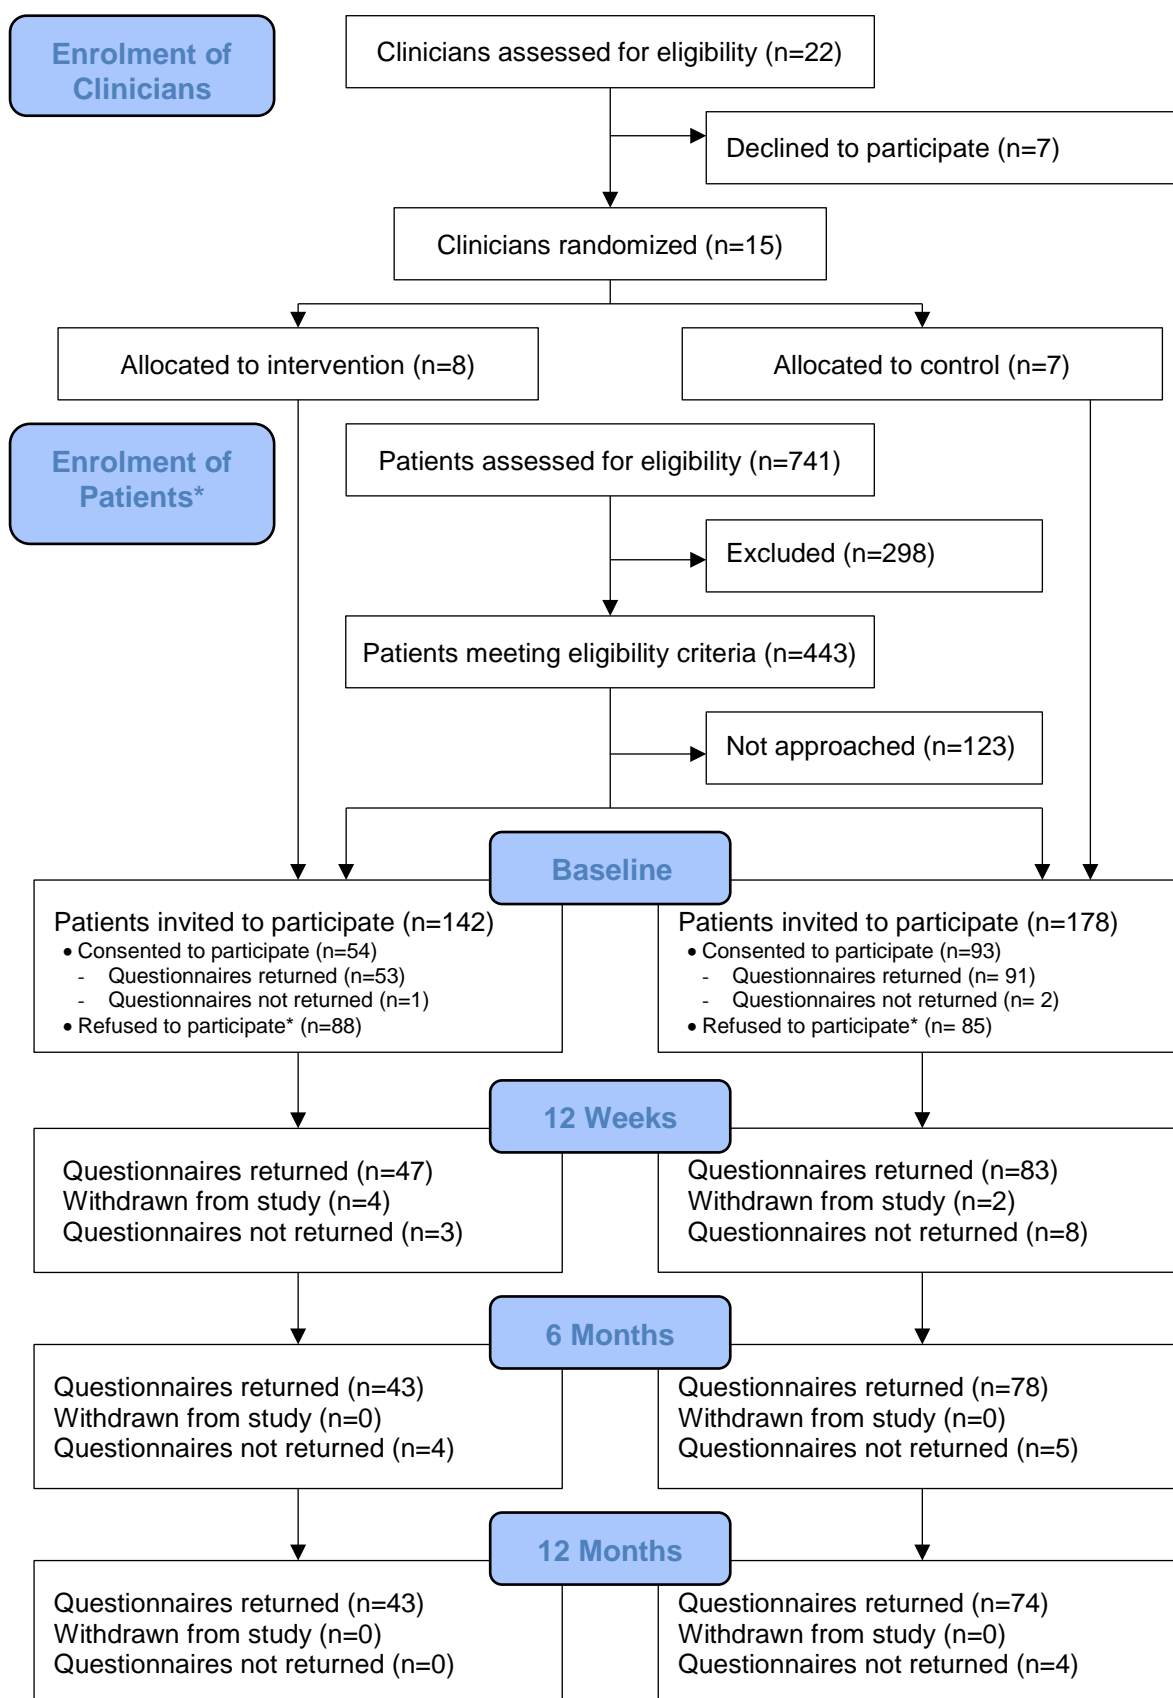 Enrolment of
Clinicians
Clinicians assessed for eligibility (n=22)
Declined to participate (n=7)
Clinicians randomized (n=15)
Allocated to intervention (n=8)
Allocated to control (n=7)
Enrolment of
Patients*
Patients assessed for eligibility (n=741)
Excluded (n=298)
Patients meeting eligibility criteria (n=443)
Not approached (n=123)
Baseline
Patients invited to participate (n=142)
• Consented to participate (n=54)
- Questionnaires returned (n=53)
- Questionnaires not returned (n=1)
• Refused to participate* (n=88)
Patients invited to participate (n=178)
• Consented to participate (n=93)
- Questionnaires returned (n= 91)
- Questionnaires not returned (n= 2)
• Refused to participate* (n= 85)
12 Weeks
Questionnaires returned (n=47)
Withdrawn from study (n=4)
Questionnaires not returned (n=3)
Questionnaires returned (n=83)
Withdrawn from study (n=2)
Questionnaires not returned (n=8)
6 Months
Questionnaires returned (n=43)
Withdrawn from study (n=0)
Questionnaires not returned (n=4)
Questionnaires returned (n=78)
Withdrawn from study (n=0)
Questionnaires not returned (n=5)
12 Months
Questionnaires returned (n=43)
Withdrawn from study (n=0)
Questionnaires not returned (n=0)
Questionnaires returned (n=74)
Withdrawn from study (n=0)
Questionnaires not returned (n=4)